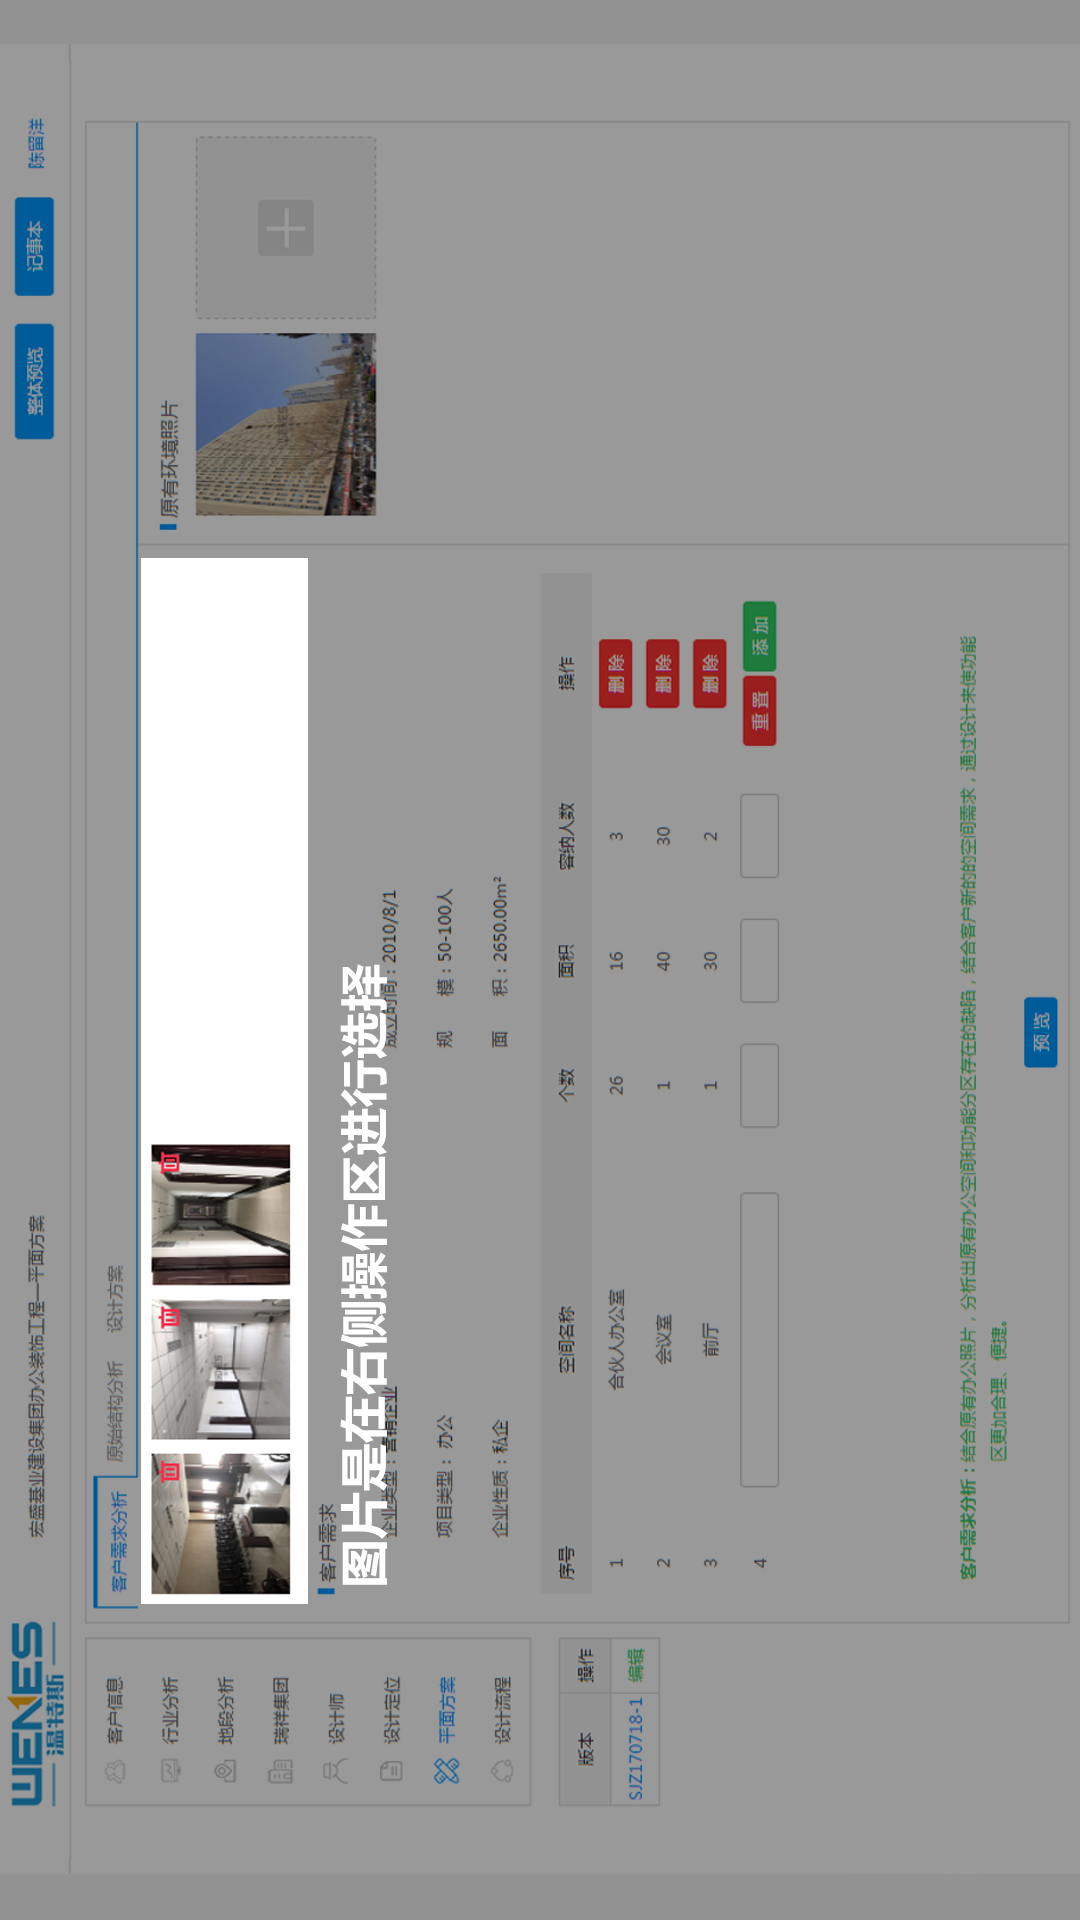 WENES
温特斯
宏盛基业建设集团办公装饰工程—平面方案
整体预览
记事本
陈留洋
客户信息
行业分析
地段分析
瑞祥集团
设计师
设计定位
平面方案
设计流程
版本 操作
SJZ170718-1 编辑
客户需求分析 原始结构分析 设计方案
客户需求
图片是在右侧操作区进行选择
企业类型：营销企业 成立时间：2010/8/1
项目类型：办公 规 模：50-100人
企业性质：私企 面 积：2650.00m²
序号 空间名称 个数 面积 容纳人数 操作
1 合伙人办公室 26 16 3 删除
2 会议室 1 40 30 删除
3 前厅 1 30 2 删除
4 重置 添加
客户需求分析：结合原有办公照片，分析出原有办公空间和功能分区存在的缺陷，结合客户新的的空间需求，通过设计来使功能
区更加合理、便捷。
预览
原有环境照片